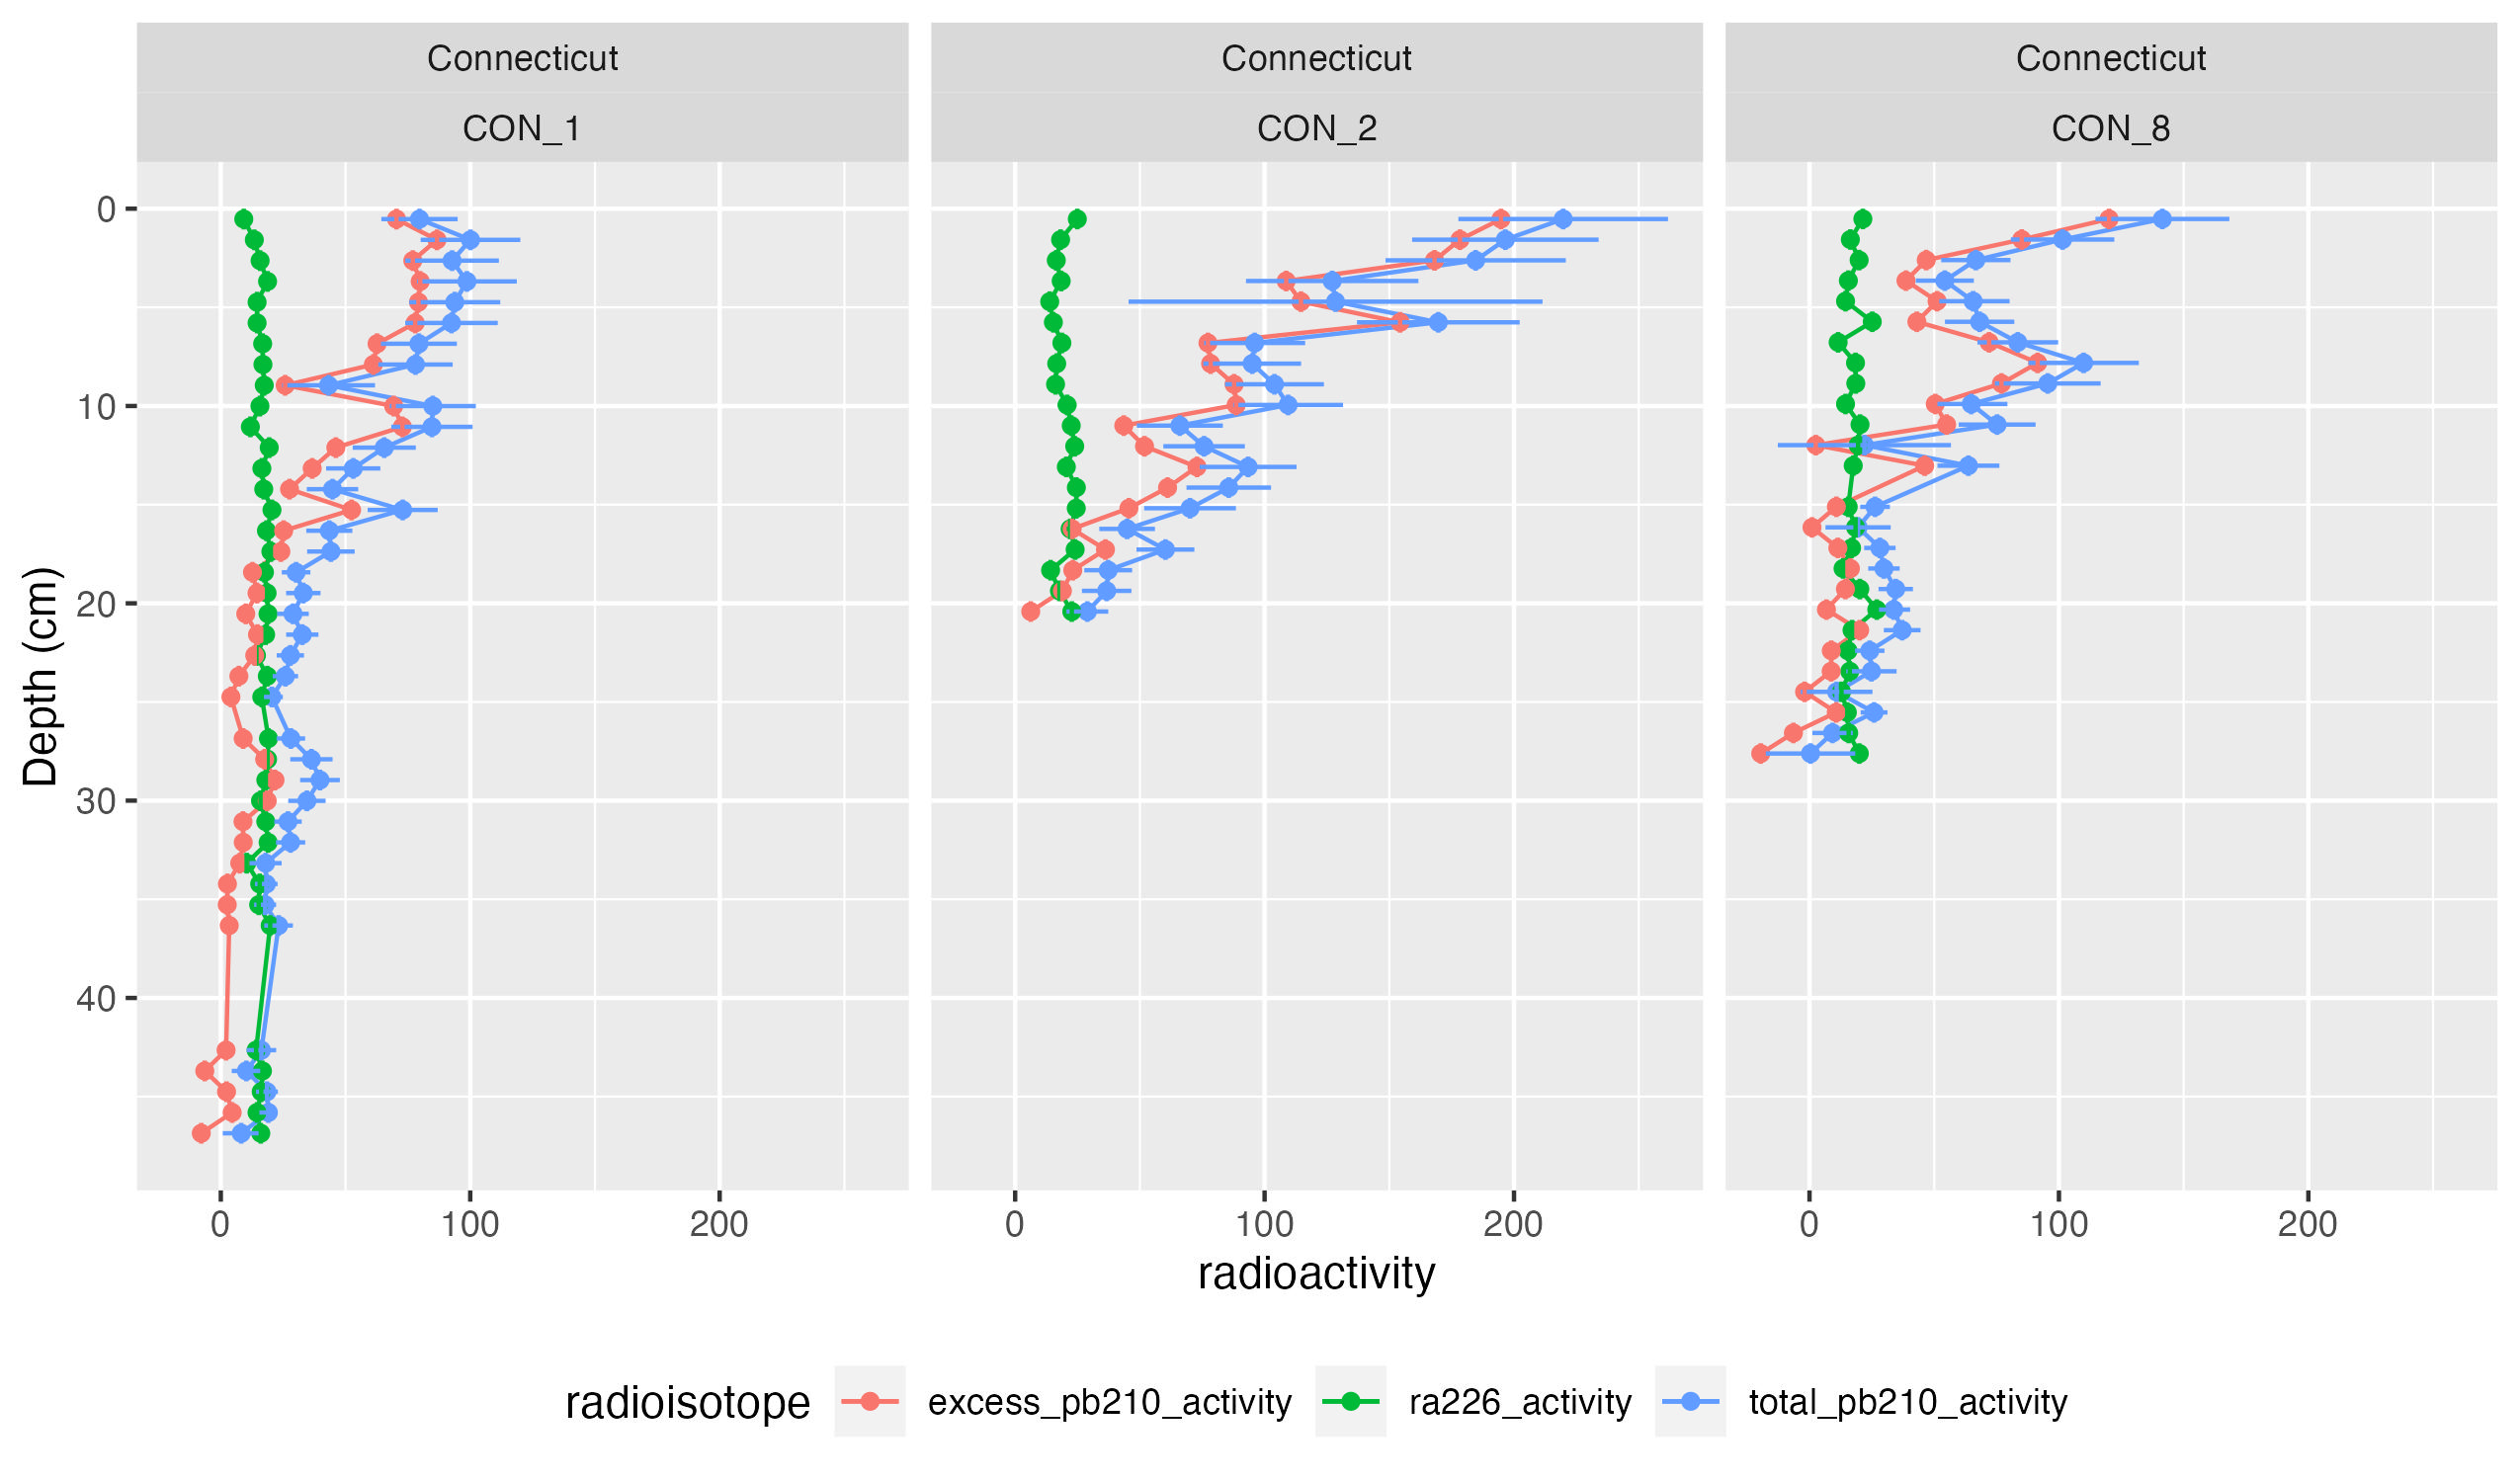 Connecticut Connecticut Connecticut
CON_1 CON_2 CON_8
0
10
20
30
40
Depth (cm)
0 100 200 0 100 200 0 100 200
radioactivity
radioisotope excess_pb210_activity ra226_activity total_pb210_activity